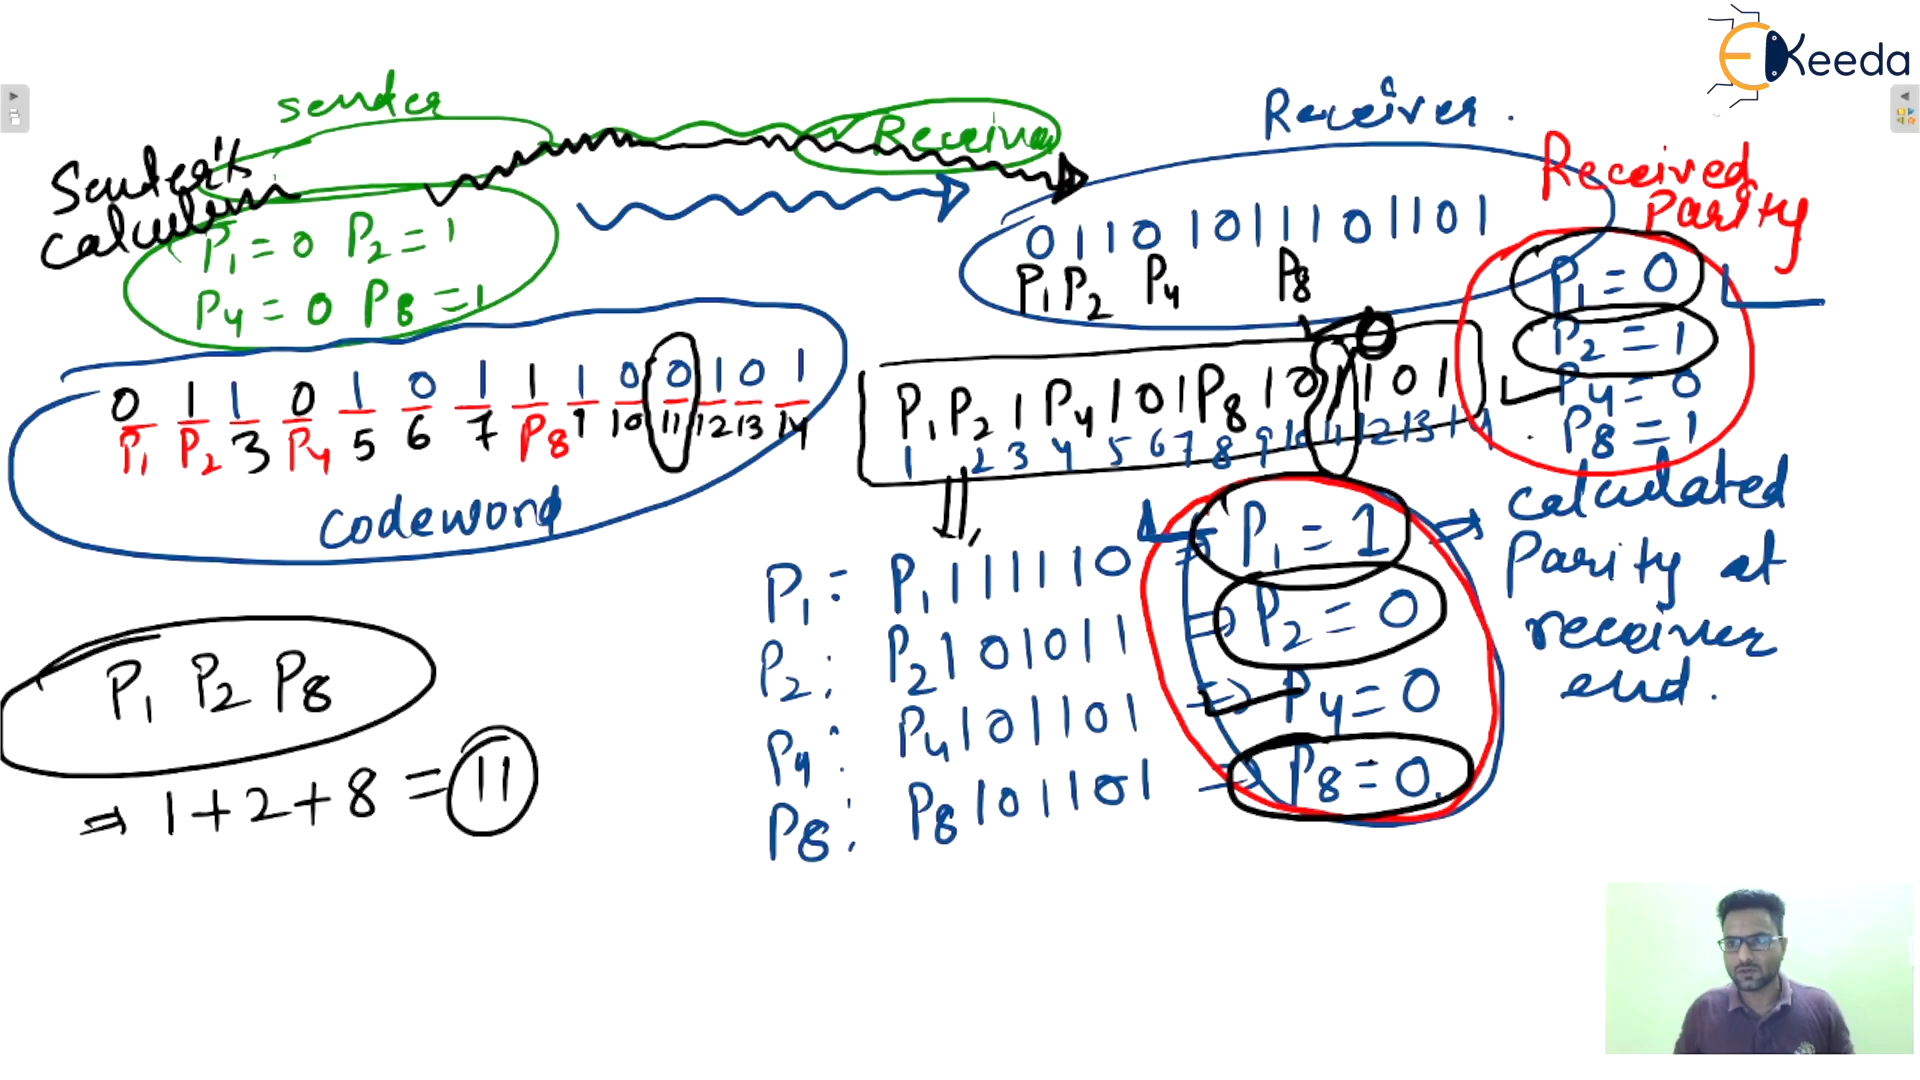 Keeda
sender
Receiver
Receiver.
Sender's
P1 = 0 P2 = 1
P4 = 0 P8 = 1
0 1 1 0 1 0 1 1 1 0 0 1 0 1
P1 P2 3 P4 5 6 7 P8 9 10 11 12 13 14
codeword
0 1 1 0 1 0 1 1 1 0 1 1 0 1
P1 P2 P4 P8
0
P1 P2 1 P4 1 0 1 P8 1 0 1 1 0 1
1 2 3 4 5 6 7 8 9 10 11 12 13 14
Received
Parity
P1 = 0
P2 = 1
P4 = 0
P8 = 1
P1 : P1 1 1 1 1 1 0 ⇒ P1 = 1
P2 : P2 1 0 1 0 1 1 ⇒ P2 = 0
P4 : P4 1 0 1 1 0 1 ⇒ P4 = 0
P8 : P8 1 0 1 1 0 1 ⇒ P8 = 0.
⇒ calculated
Parity at
receiver
end.
P1 P2 P8
⇒ 1+2+8 = 11